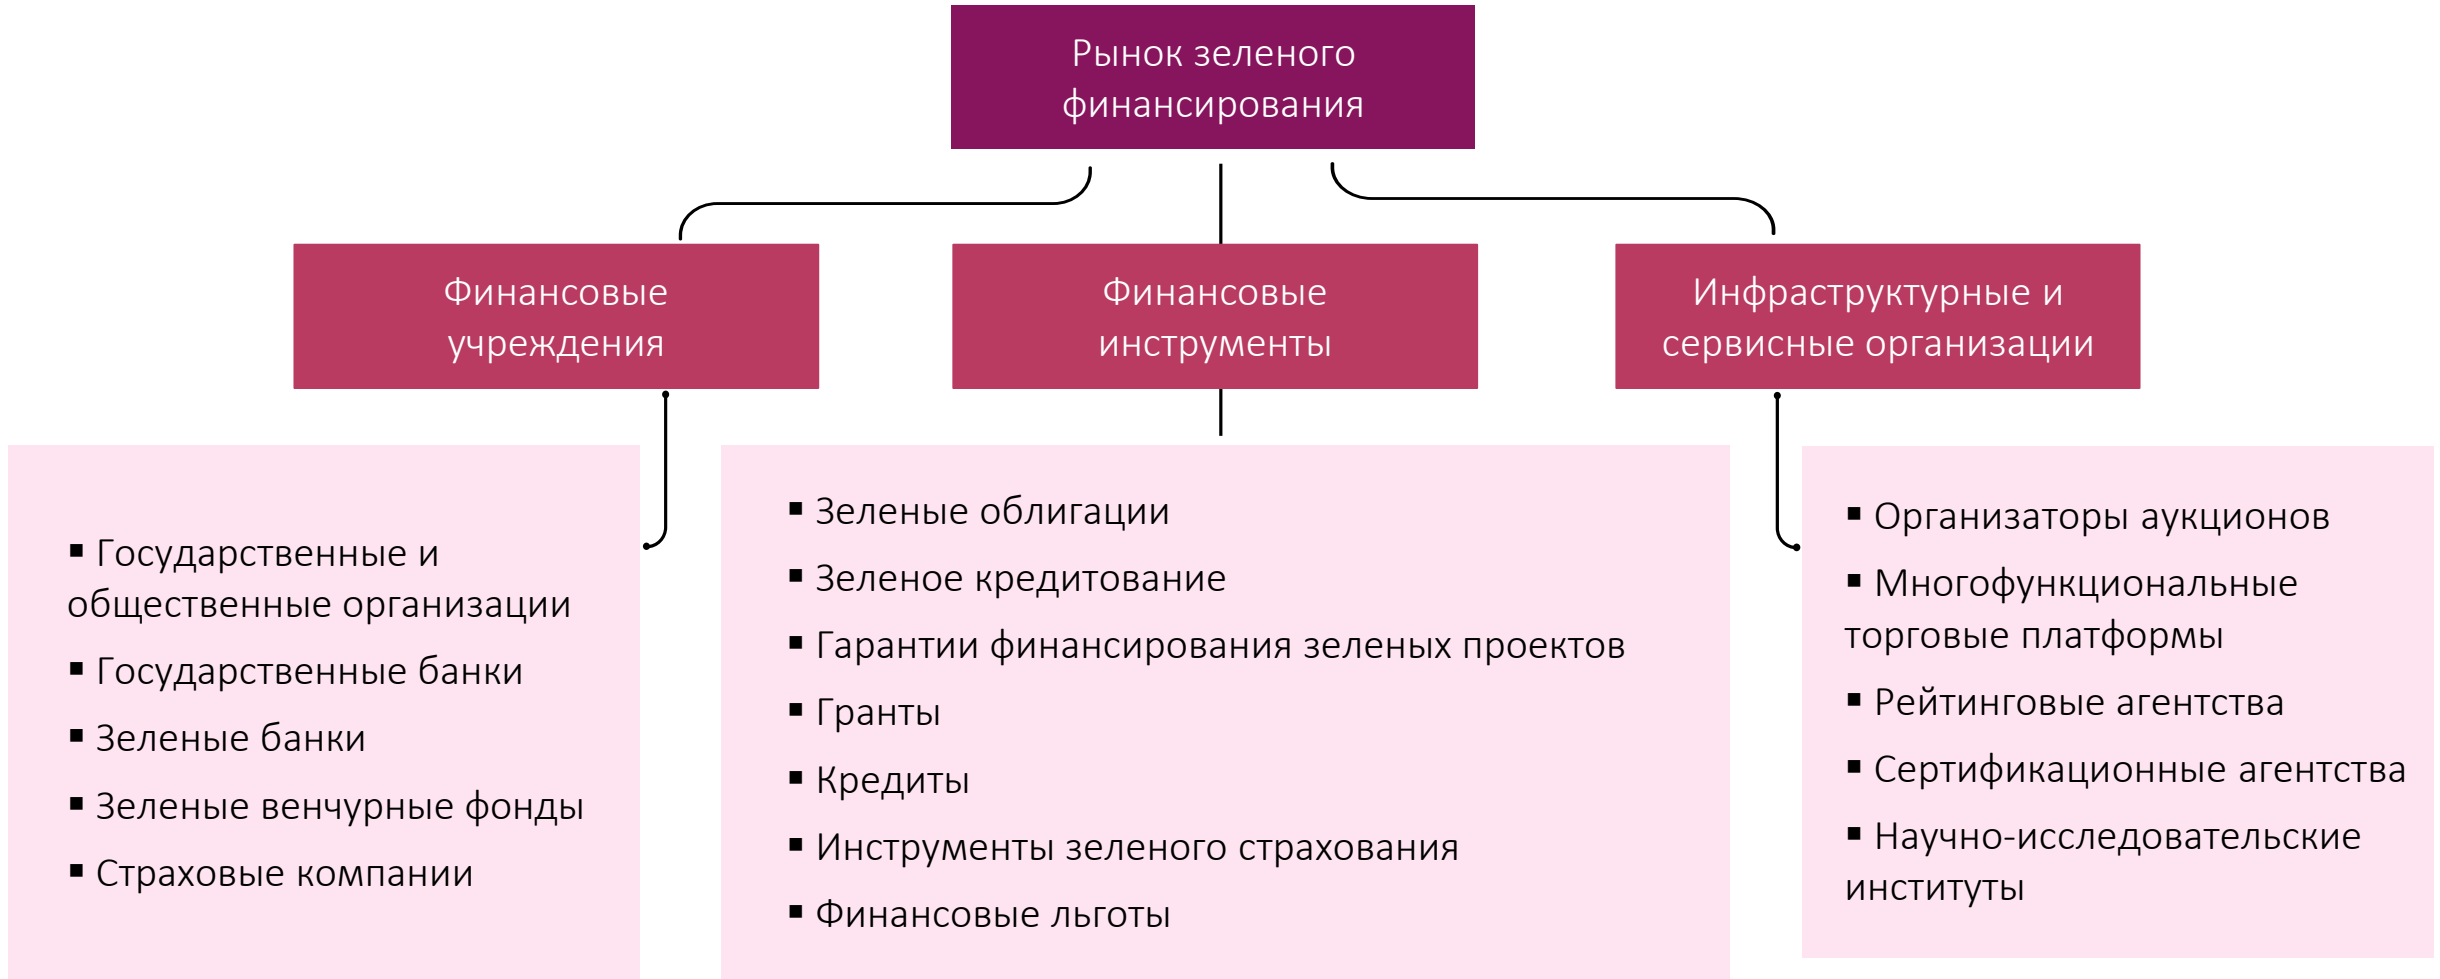 Рынок зеленого
финансирования
Финансовые
учреждения
Финансовые
инструменты
Инфраструктурные и
сервисные организации
▪ Государственные и
общественные организации
▪ Государственные банки
▪ Зеленые банки
▪ Зеленые венчурные фонды
▪ Страховые компании
▪ Зеленые облигации
▪ Зеленое кредитование
▪ Гарантии финансирования зеленых проектов
▪ Гранты
▪ Кредиты
▪ Инструменты зеленого страхования
▪ Финансовые льготы
▪ Организаторы аукционов
▪ Многофункциональные
торговые платформы
▪ Рейтинговые агентства
▪ Сертификационные агентства
▪ Научно-исследовательские
институты